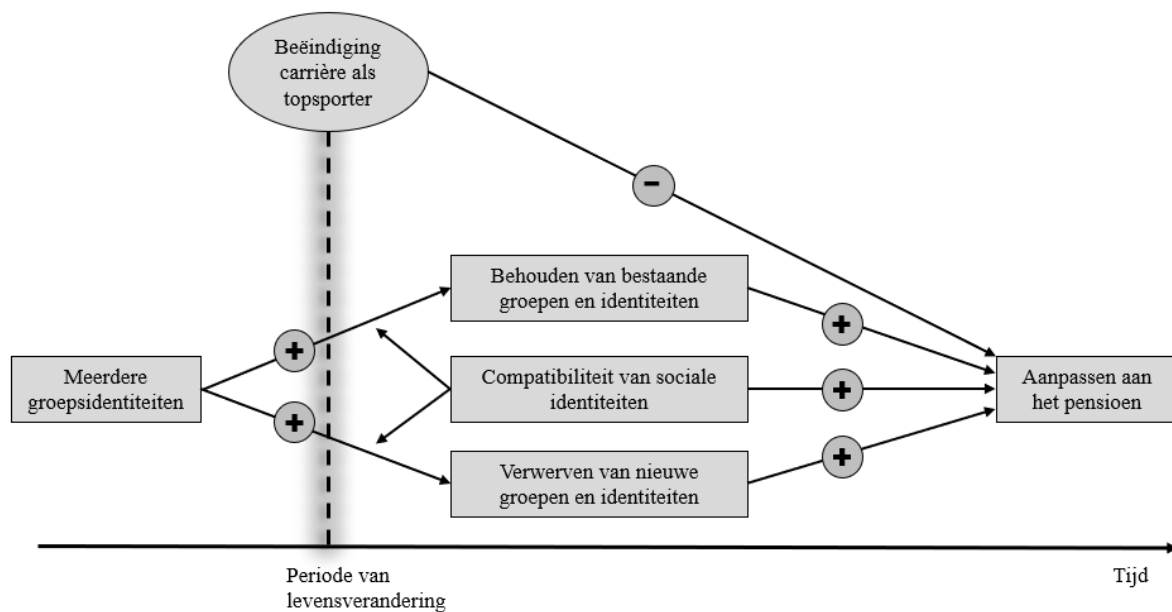 Beëindiging
carrière als
topsporter
-
Behouden van bestaande
groepen en identiteiten
+
+
Meerdere
groepsidentiteiten
Compatibiliteit van sociale
identiteiten
+
Aanpassen aan
het pensioen
+
Verwerven van nieuwe
groepen en identiteiten
+
Periode van
levensverandering
Tijd